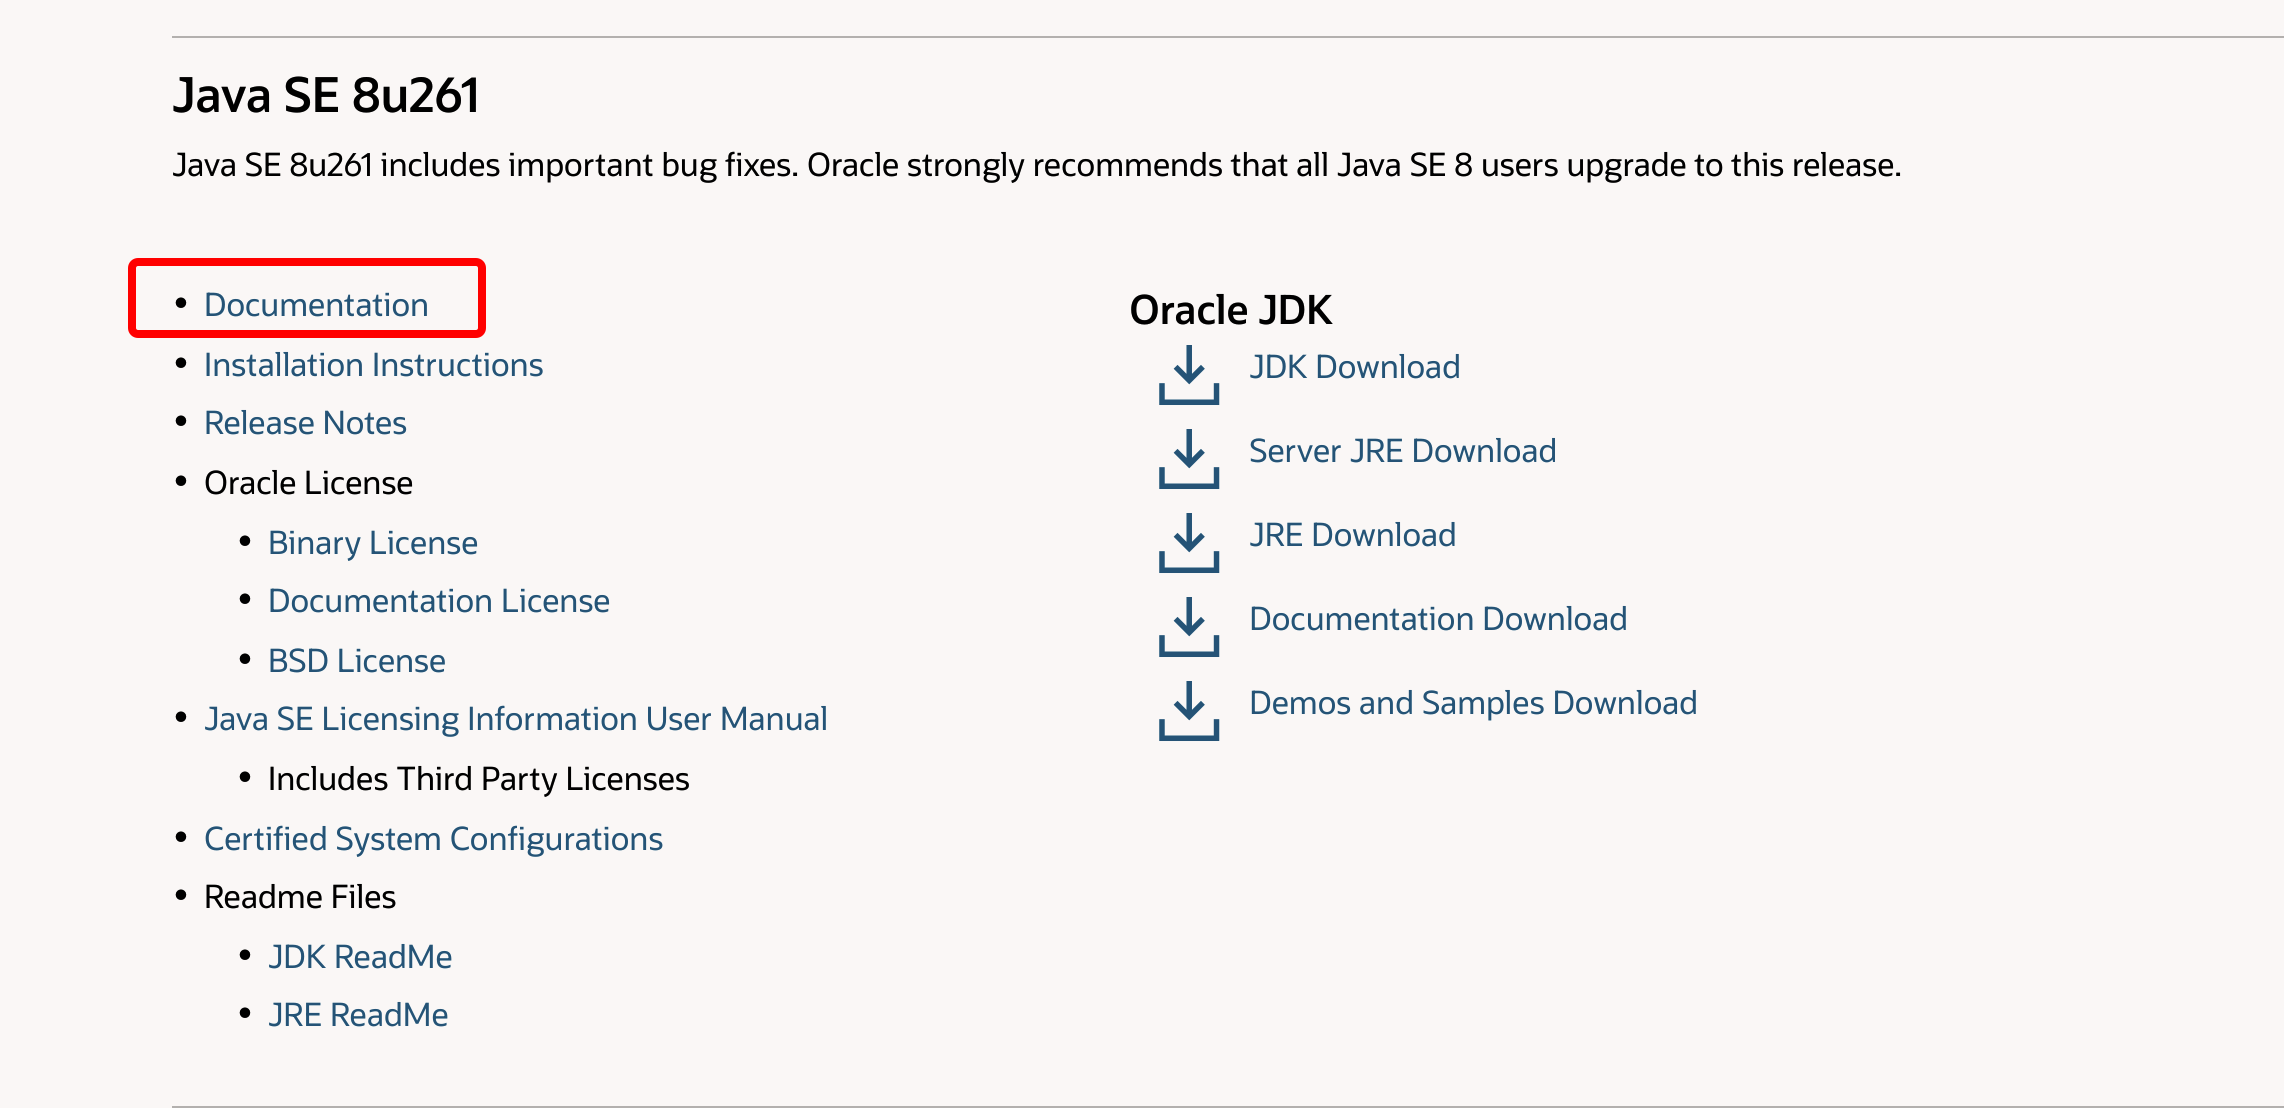 Java SE 8u261
Java SE 8u261 includes important bug fixes. Oracle strongly recommends that all Java SE 8 users upgrade to this release.
• Documentation
• Installation Instructions
• Release Notes
• Oracle License
• Binary License
• Documentation License
• BSD License
• Java SE Licensing Information User Manual
• Includes Third Party Licenses
• Certified System Configurations
• Readme Files
• JDK ReadMe
• JRE ReadMe
Oracle JDK
JDK Download
Server JRE Download
JRE Download
Documentation Download
Demos and Samples Download